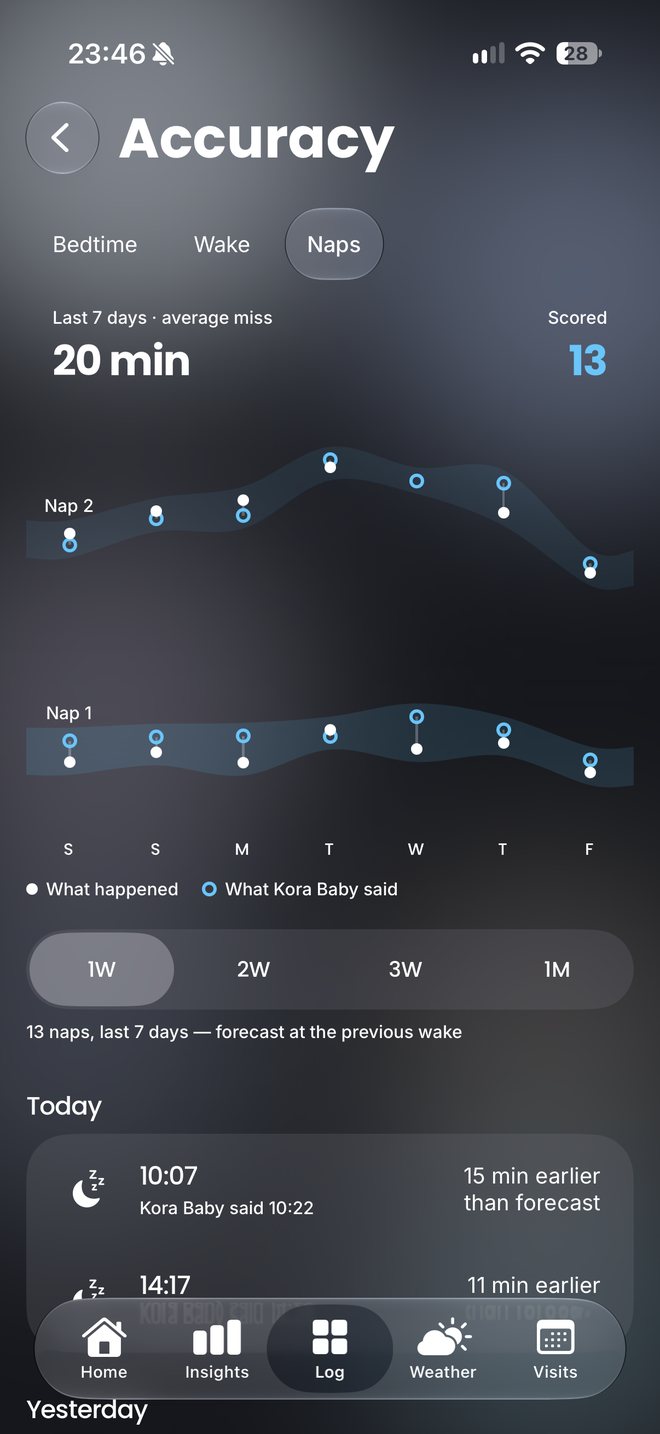 23:46
28
Accuracy
Bedtime Wake Naps
Last 7 days · average miss
Scored
20 min
13
Nap 2
Nap 1
S S M T W T F
What happened What Kora Baby said
1W 2W 3W 1M
13 naps, last 7 days — forecast at the previous wake
Today
z z z
10:07
15 min earlier
Kora Baby said 10:22
than forecast
z z z
14:17
11 min earlier
Home Insights Log Weather Visits
Yesterday